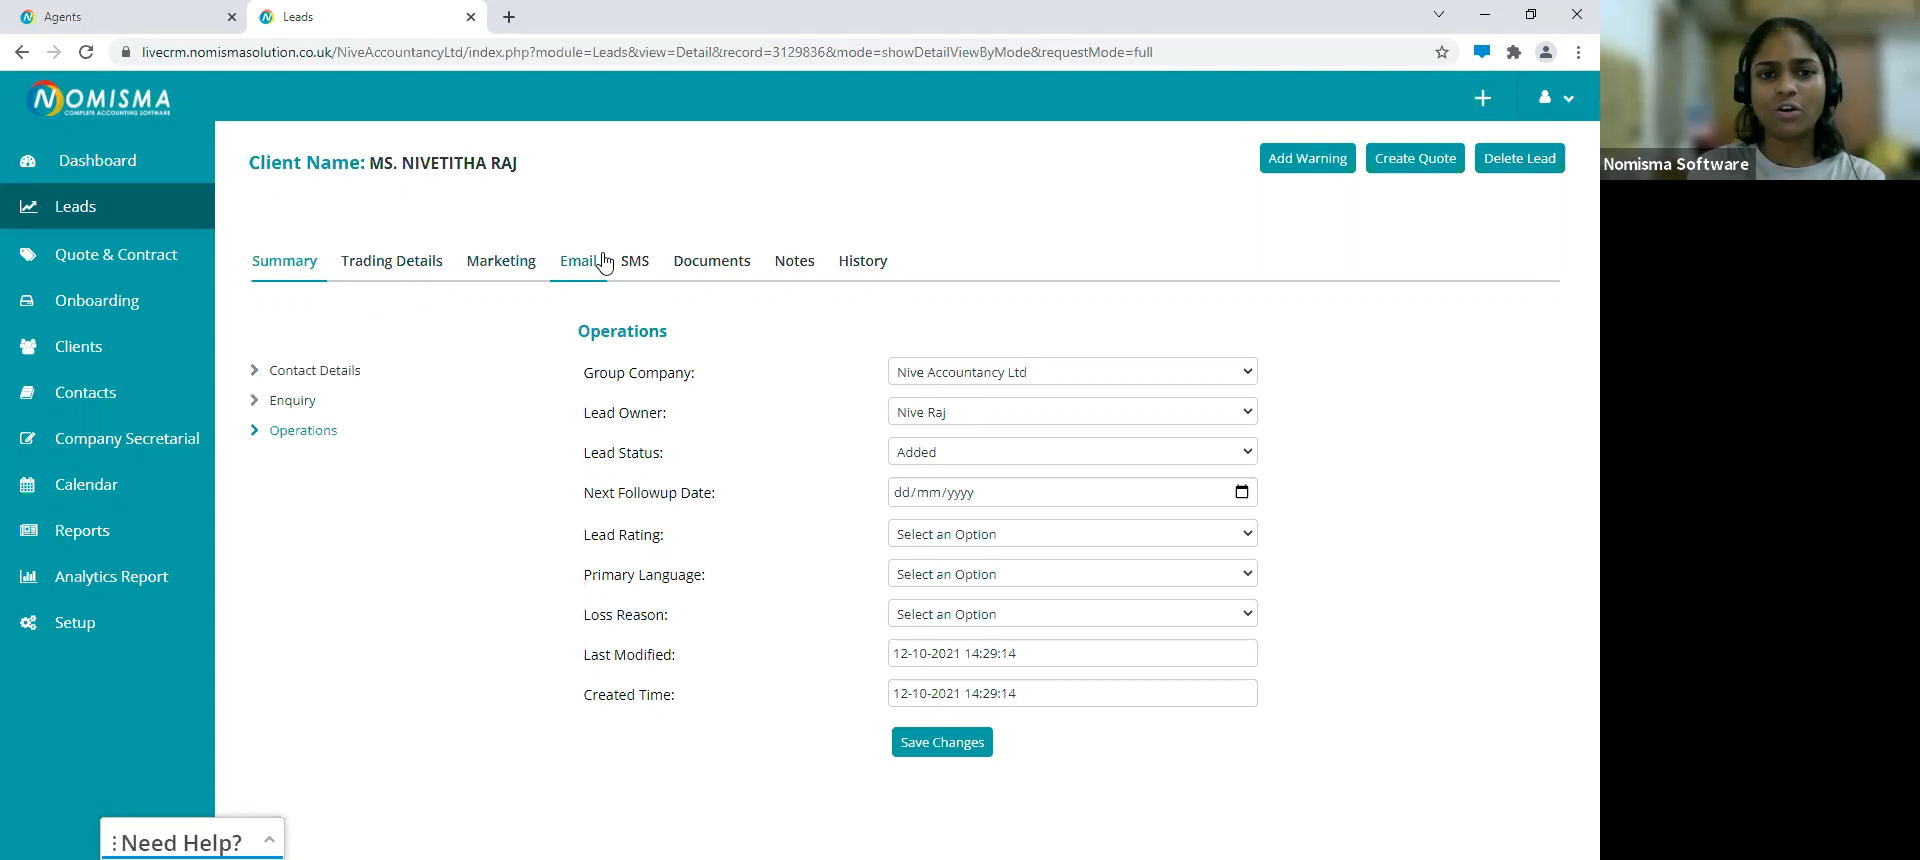 Agents
Leads
livecrm.nomismasolution.co.uk/NiveAccountancyLtd/index.php?module=Leads&view=Detail&record=3129836&mode=showDetailViewByMode&requestMode=full
NOMISMA
COMPLETE ACCOUNTING SOFTWARE
Dashboard
Leads
Quote & Contract
Onboarding
Clients
Contacts
Company Secretarial
Calendar
Reports
Analytics Report
Setup
Need Help?
Client Name: MS. NIVETITHA RAJ
Add Warning Create Quote Delete Lead
Summary Trading Details Marketing Email SMS Documents Notes History
Contact Details
Enquiry
Operations
Operations
Group Company: Nive Accountancy Ltd
Lead Owner: Nive Raj
Lead Status: Added
Next Followup Date: dd/mm/yyyy
Lead Rating: Select an Option
Primary Language: Select an Option
Loss Reason: Select an Option
Last Modified: 12-10-2021 14:29:14
Created Time: 12-10-2021 14:29:14
Save Changes
Nomisma Software